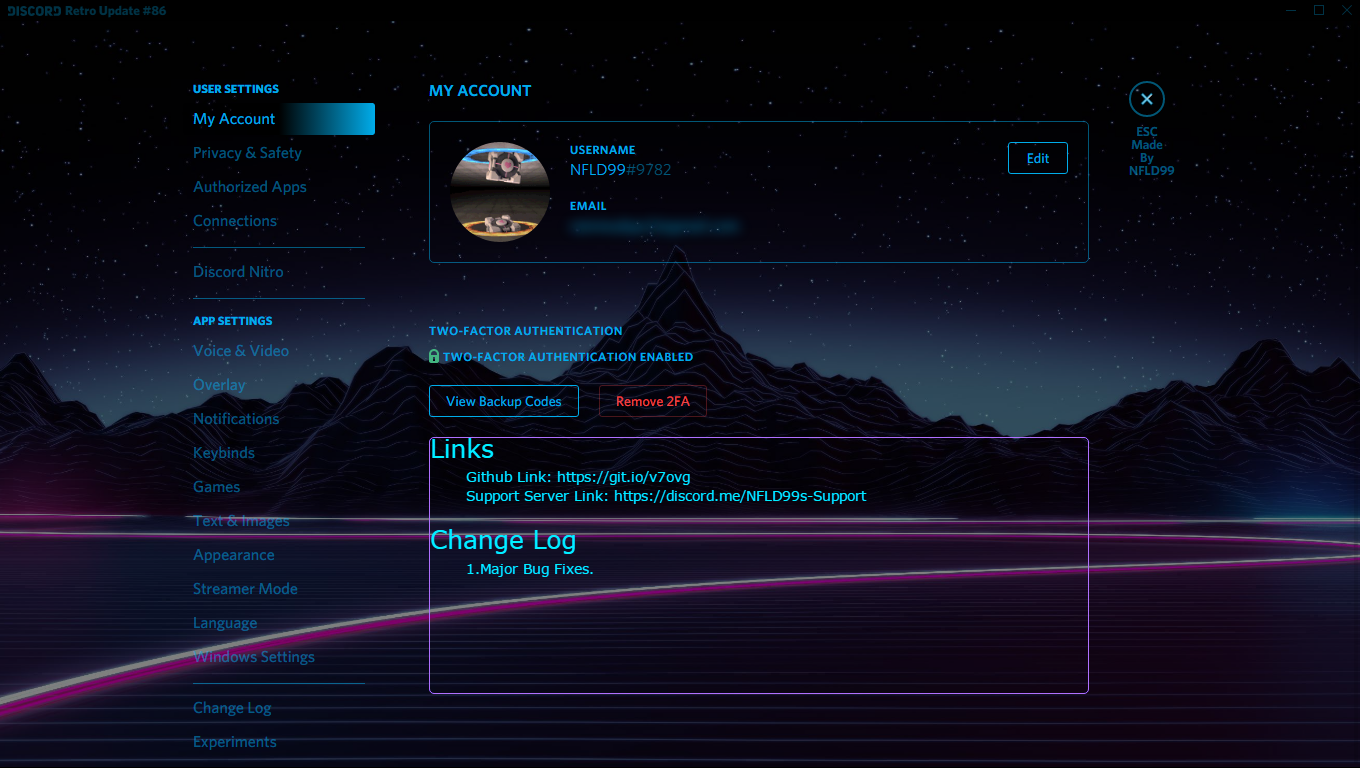 DISCORD Retro Update #86
USER SETTINGS
My Account
Privacy & Safety
Authorized Apps
Connections
Discord Nitro
APP SETTINGS
Voice & Video
Overlay
Notifications
Keybinds
Games
Text & Images
Appearance
Streamer Mode
Language
Windows Settings
Change Log
Experiments
MY ACCOUNT
USERNAME
NFLD99#9782
Edit
EMAIL
TWO-FACTOR AUTHENTICATION
TWO-FACTOR AUTHENTICATION ENABLED
View Backup Codes
Remove 2FA
Links
Github Link: https://git.io/v7ovg
Support Server Link: https://discord.me/NFLD99s-Support
Change Log
1.Major Bug Fixes.
ESC
Made
By
NFLD99